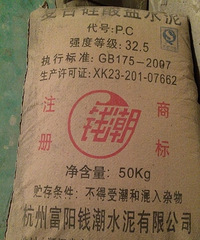 复合硅酸盐水泥
代号:P.C
强度等级:32.5
执行标准:GB175-2007
生产许可证:XK23-201-07662
注册
钱潮
商标
净含量:50Kg
贮存条件:不得受潮和混入杂物
杭州富阳钱潮水泥有限公司